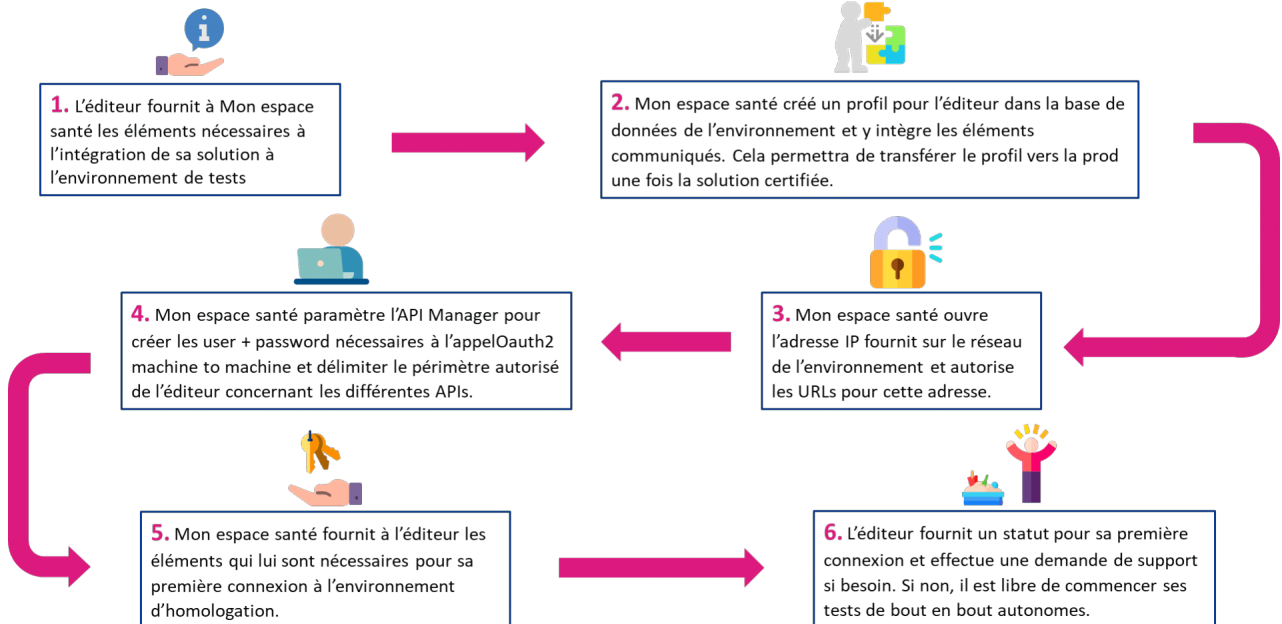 1. L'éditeur fournit à Mon espace
santé les éléments nécessaires à
l'intégration de sa solution à
l'environnement de tests
2. Mon espace santé créé un profil pour l'éditeur dans la base de
données de l'environnement et y intègre les éléments
communiqués. Cela permettra de transférer le profil vers la prod
une fois la solution certifiée.
3. Mon espace santé ouvre
l'adresse IP fournit sur le réseau
de l'environnement et autorise
les URLs pour cette adresse.
4. Mon espace santé paramètre l'API Manager pour
créer les user + password nécessaires à l'appelOauth2
machine to machine et délimiter le périmètre autorisé
de l'éditeur concernant les différentes APIs.
5. Mon espace santé fournit à l'éditeur les
éléments qui lui sont nécessaires pour sa
première connexion à l'environnement
d'homologation.
6. L'éditeur fournit un statut pour sa première
connexion et effectue une demande de support
si besoin. Si non, il est libre de commencer ses
tests de bout en bout autonomes.